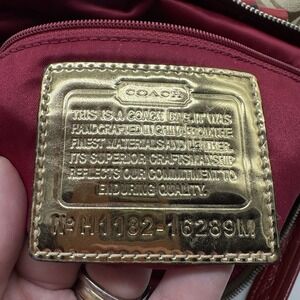 COACH
THIS IS A COACH BAG. IT WAS
HANDCRAFTED IN CHINA FROM THE
FINEST MATERIALS AND LEATHER.
ITS SUPERIOR CRAFTSMANSHIP
REFLECTS OUR COMMITMENT TO
ENDURING QUALITY.
Nº H1182-16289M